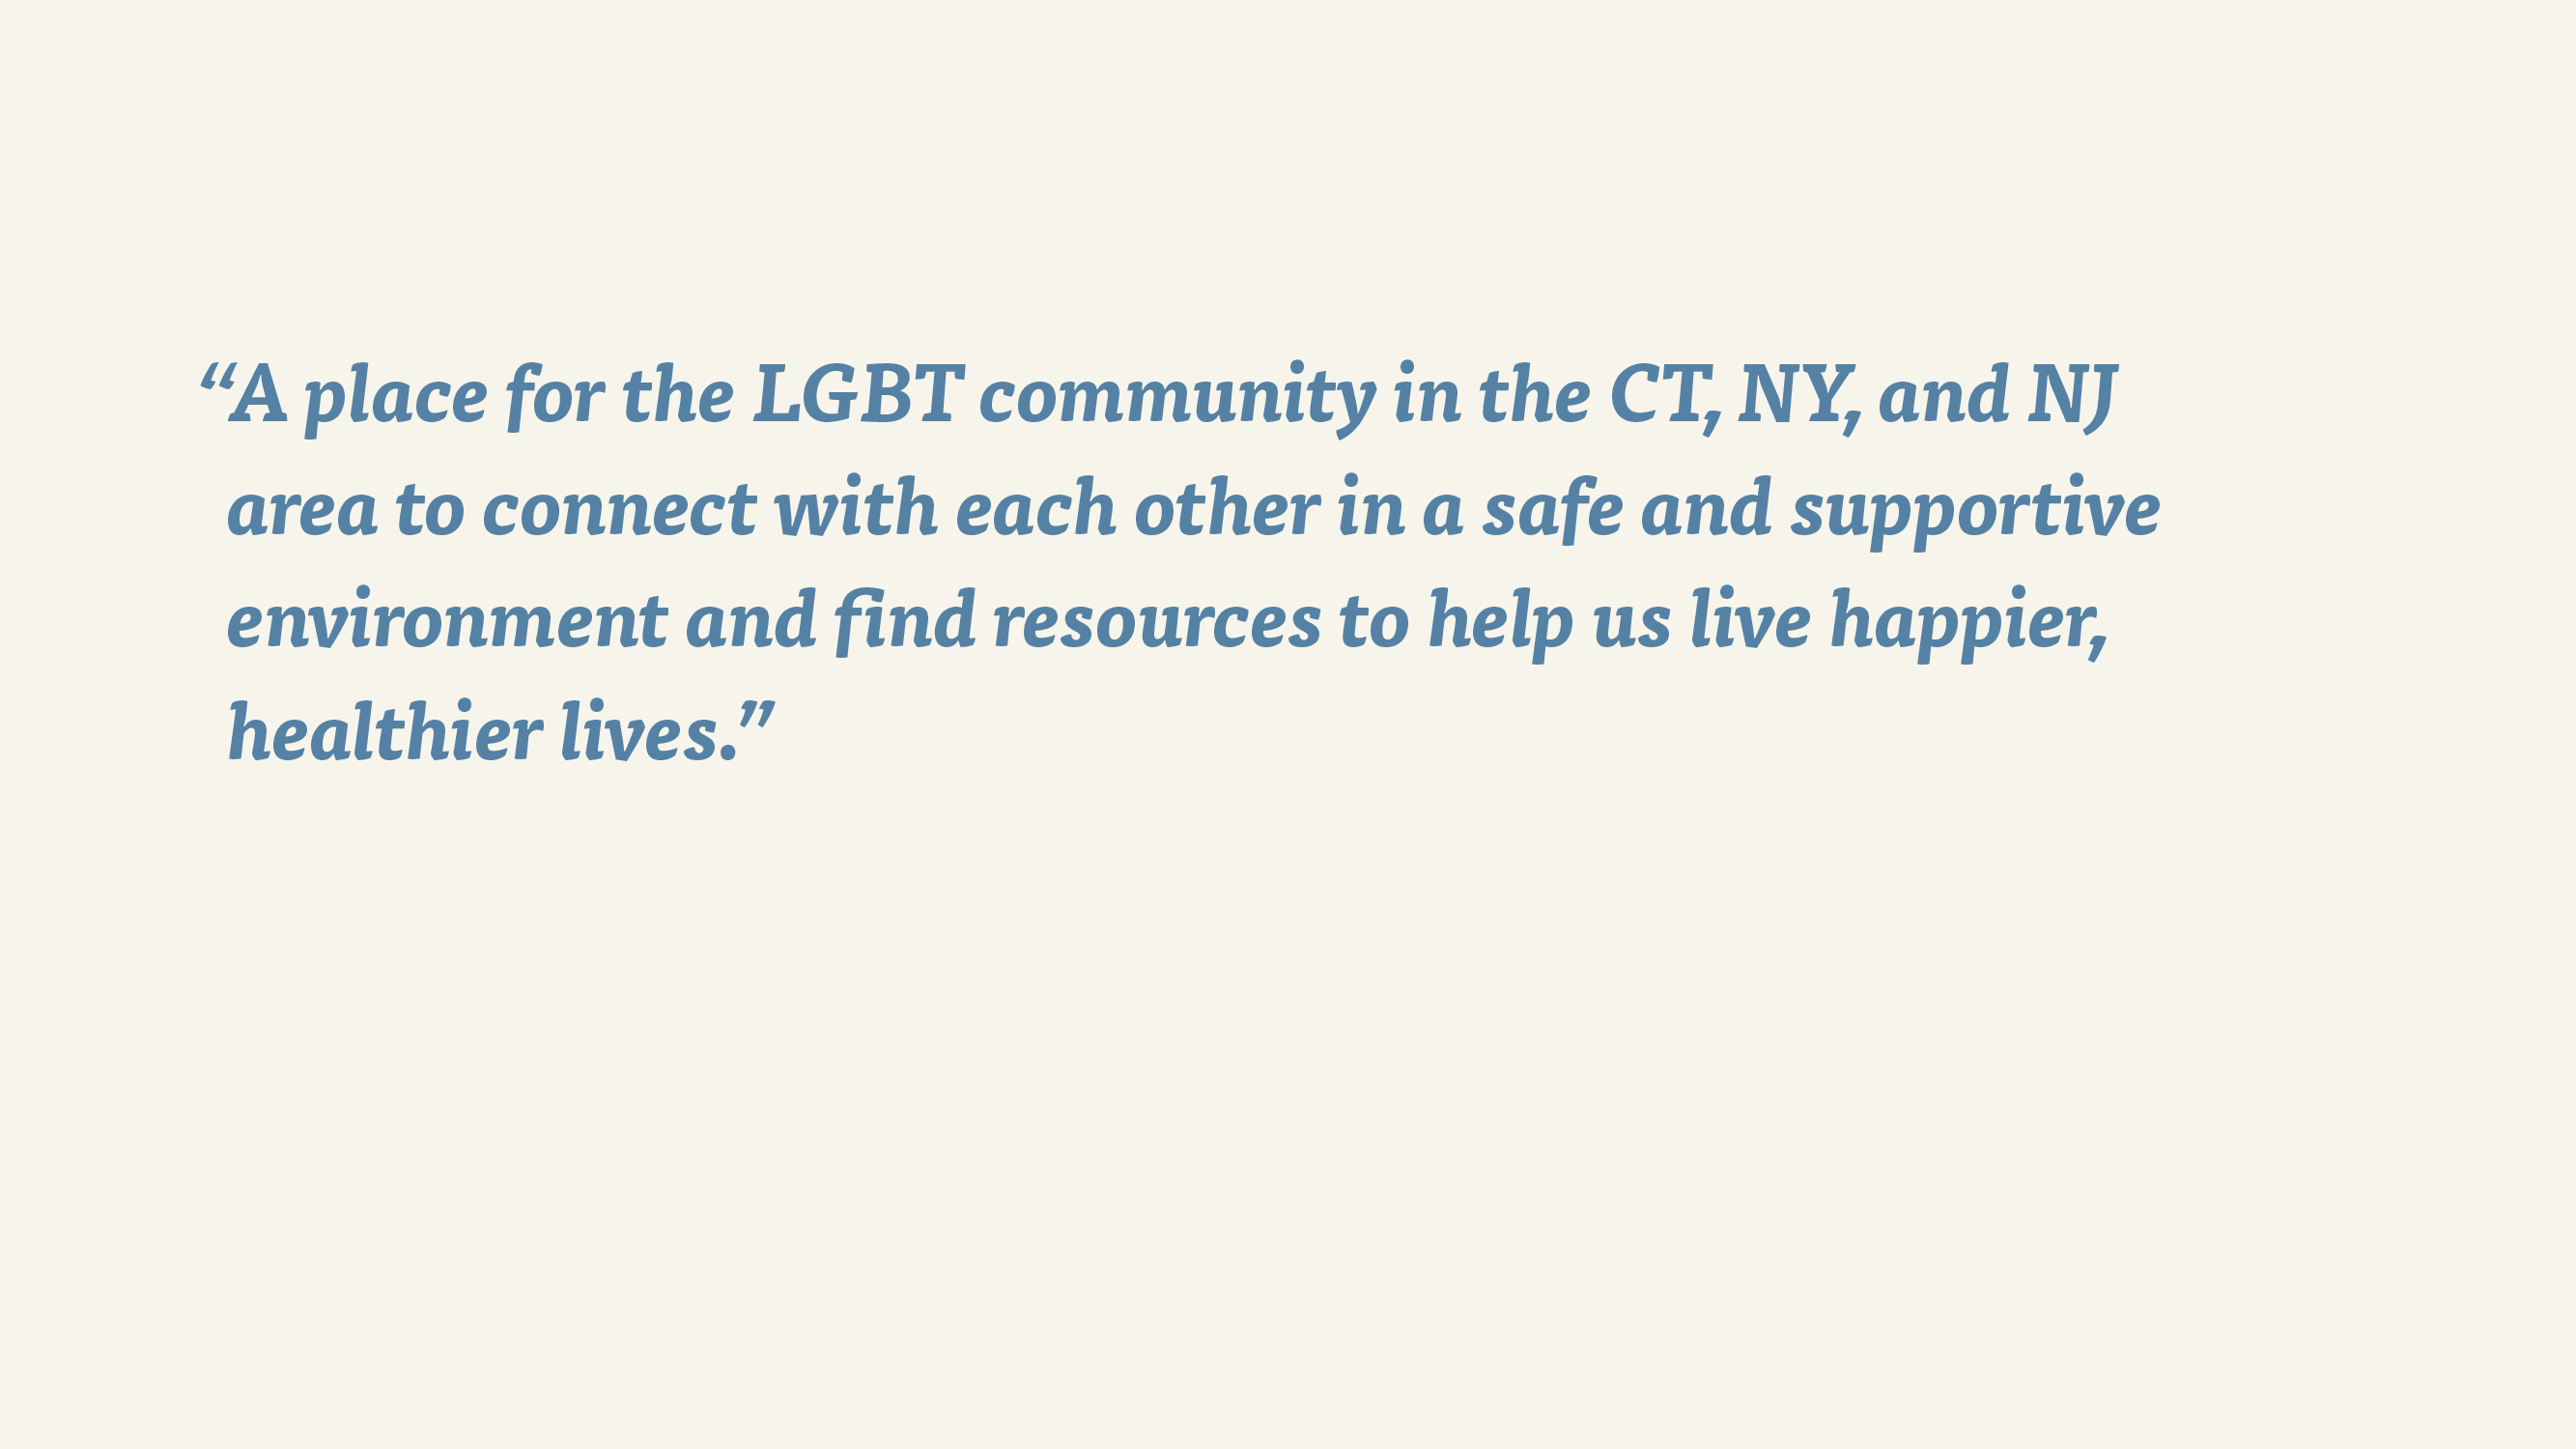 “A place for the LGBT community in the CT, NY, and NJ
area to connect with each other in a safe and supportive
environment and find resources to help us live happier,
healthier lives.”